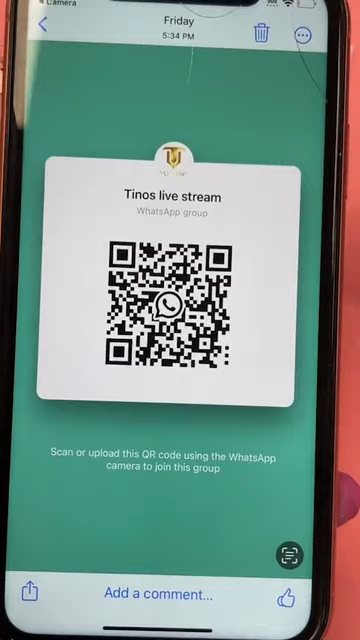 Camera
SOS
Friday
5:34 PM
Tinos live stream
WhatsApp group
Scan or upload this QR code using the WhatsApp
camera to join this group
Add a comment...